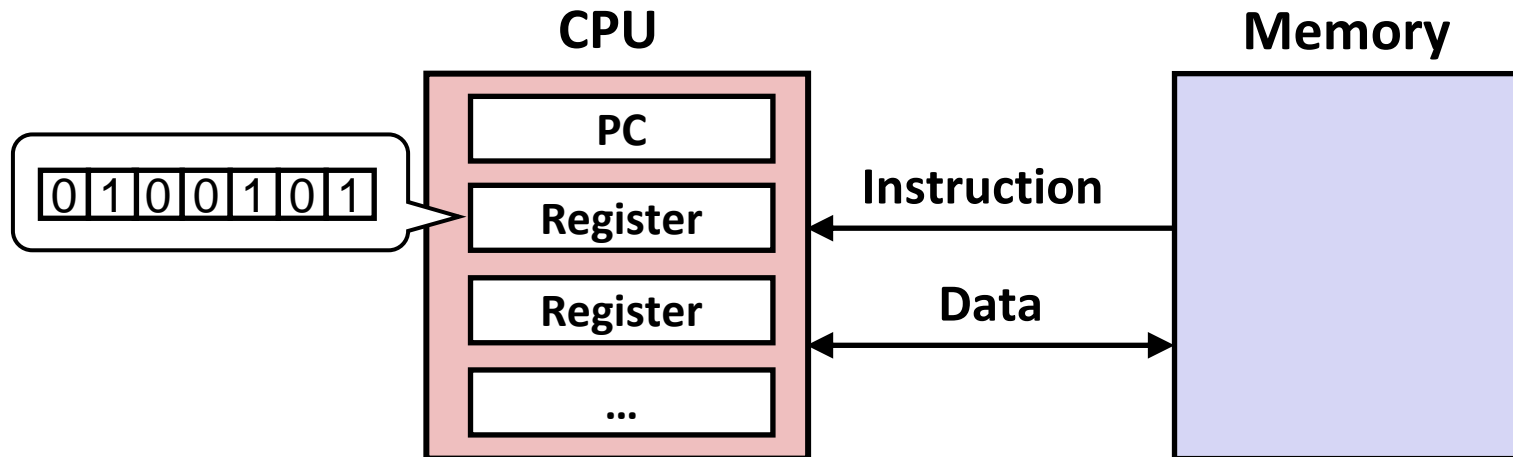 CPU
Memory
PC
0100101
Register
Instruction
Register
Data
...